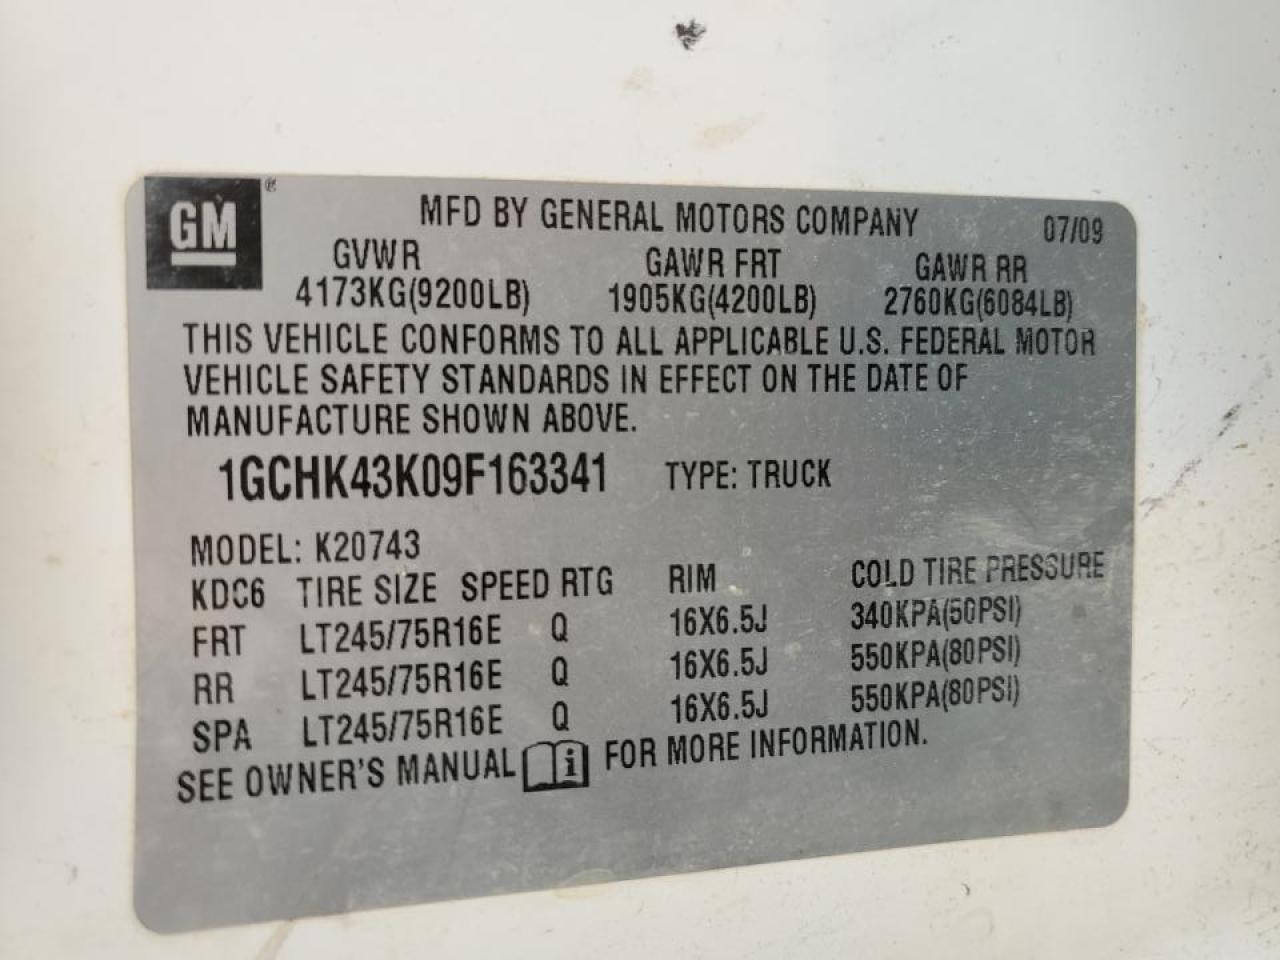 GM®
MFD BY GENERAL MOTORS COMPANY 07/09
GVWR GAWR FRT GAWR RR
4173KG(9200LB) 1905KG(4200LB) 2760KG(6084LB)
THIS VEHICLE CONFORMS TO ALL APPLICABLE U.S. FEDERAL MOTOR
VEHICLE SAFETY STANDARDS IN EFFECT ON THE DATE OF
MANUFACTURE SHOWN ABOVE.
1GCHK43K09F163341 TYPE: TRUCK
MODEL: K20743
KDC6 TIRE SIZE SPEED RTG RIM COLD TIRE PRESSURE
FRT LT245/75R16E Q 16X6.5J 340KPA(50PSI)
RR LT245/75R16E Q 16X6.5J 550KPA(80PSI)
SPA LT245/75R16E Q 16X6.5J 550KPA(80PSI)
SEE OWNER'S MANUAL i FOR MORE INFORMATION.